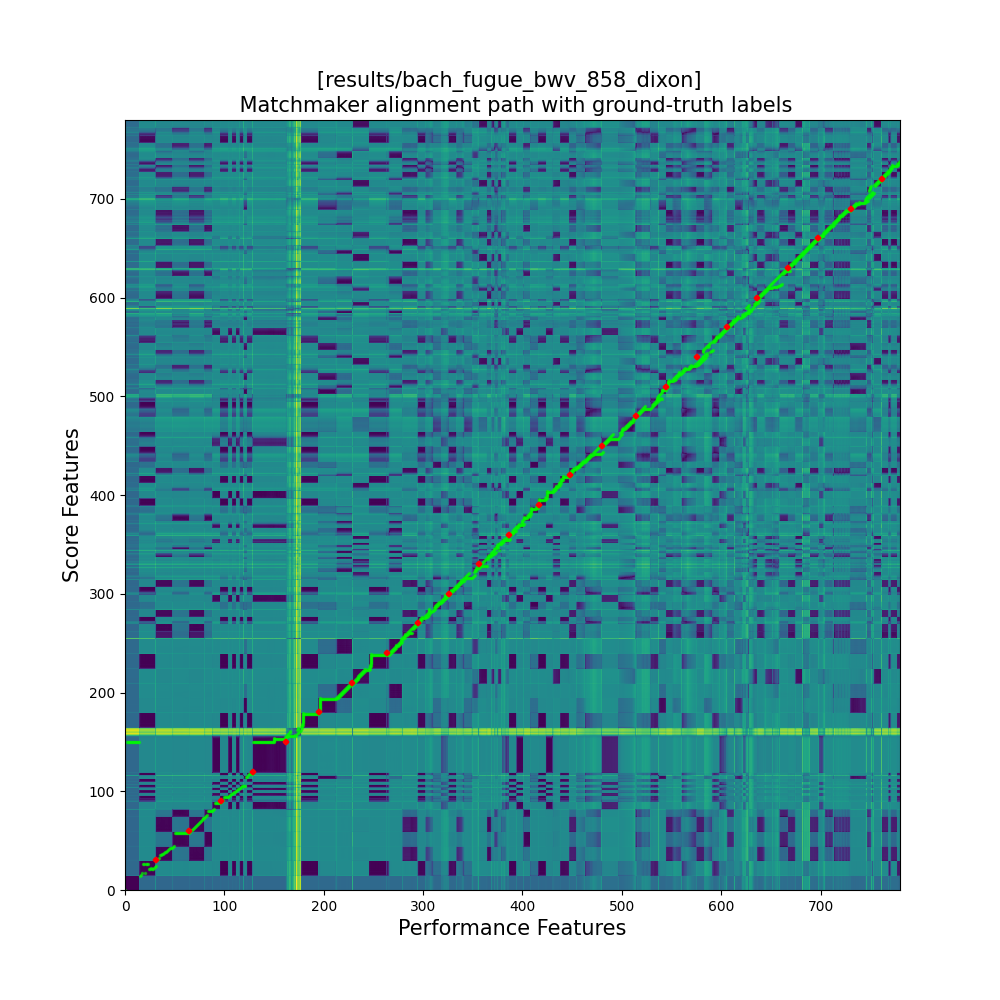 [results/bach_fugue_bwv_858_dixon]
Matchmaker alignment path with ground-truth labels
Score Features
700
600
500
400
300
200
100
0
0 100 200 300 400 500 600 700
Performance Features